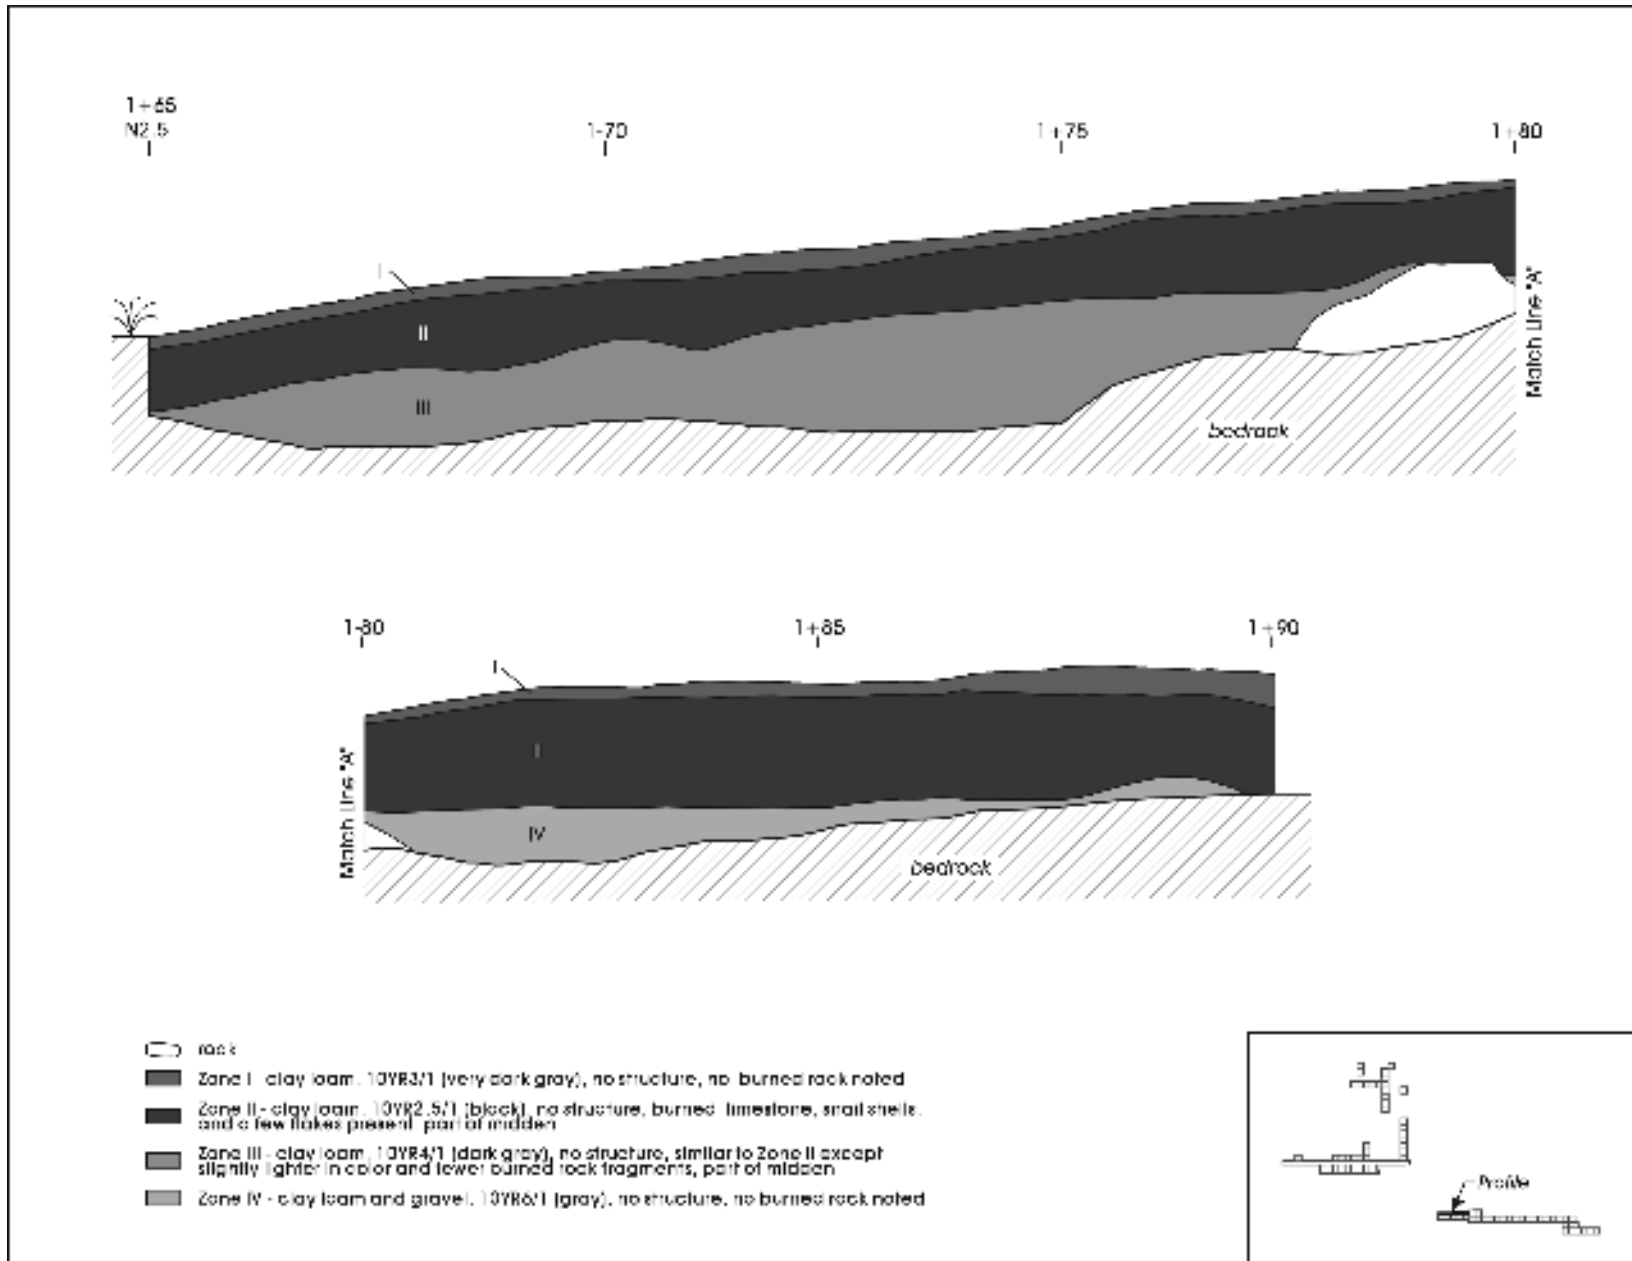 1+65
N2.5
1-70
1+75
1+80
I
II
III
bedrock
Match Line "A"
1-80
1+85
1+90
I
I
IV
bedrock
Match Line "A"
rock
Zone I - clay loam, 10YR3/1 (very dark gray), no structure, no burned rock noted
Zone II - clay loam, 10YR2.5/1 (black), no structure, burned limestone, snail shells,
and a few flakes present, part of midden
Zone III - clay loam, 10YR4/1 (dark gray), no structure, similar to Zone II except
slightly lighter in color and fewer burned rock fragments, part of midden
Zone IV - clay loam and gravel, 10YR6/1 (gray), no structure, no burned rock noted
Profile